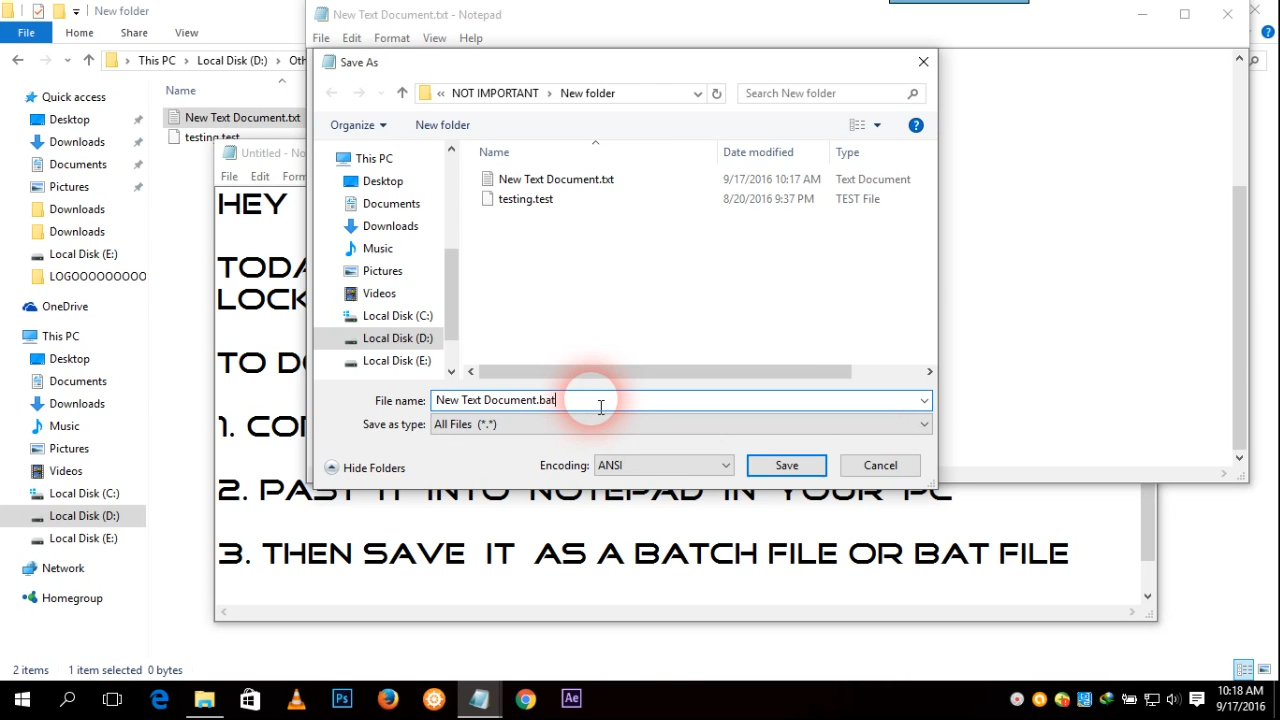 New folder
New Text Document.txt - Notepad
File Home Share View
File Edit Format View Help
This PC › Local Disk (D:) › Oth
Save As
« NOT IMPORTANT › New folder
Search New folder
Organize New folder
Name
Quick access
Desktop
Downloads
Documents
Pictures
Downloads
Downloads
Local Disk (E:)
LOGOOOOOOOOO
OneDrive
This PC
Desktop
Documents
Downloads
Music
Pictures
Videos
Local Disk (C:)
Local Disk (D:)
Local Disk (E:)
Network
Homegroup
New Text Document.txt
testing.test
Untitled - No
File Edit Form
This PC
Desktop
Documents
Downloads
Music
Pictures
Videos
Local Disk (C:)
Local Disk (D:)
Local Disk (E:)
Name Date modified Type
New Text Document.txt 9/17/2016 10:17 AM Text Document
testing.test 8/20/2016 9:37 PM TEST File
File name: New Text Document.bat
Save as type: All Files (*.*)
Hide Folders Encoding: ANSI Save Cancel
HEY
TODA
LOCK
TO DO
1. COP
2. PAST IT INTO NOTEPAD IN YOUR PC
3. THEN SAVE IT AS A BATCH FILE OR BAT FILE
2 items 1 item selected 0 bytes
Ps
Ae
10:18 AM
9/17/2016